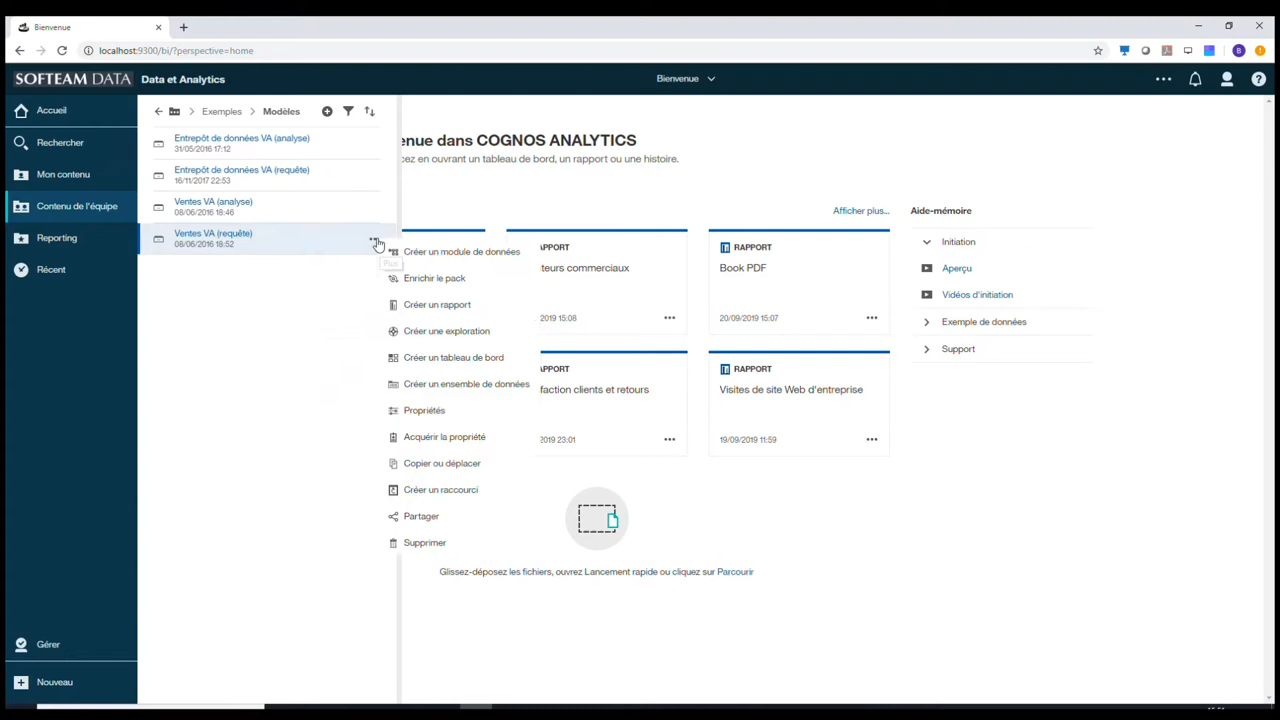 Bienvenue
localhost:9300/bi/?perspective=home
B
SOFTEAM DATA Data et Analytics
Bienvenue
Accueil
Rechercher
Mon contenu
Contenu de l'équipe
Reporting
Récent
Gérer
Nouveau
Exemples
Modèles
Entrepôt de données VA (analyse)
31/05/2016 17:12
Entrepôt de données VA (requête)
16/11/2017 22:53
Ventes VA (analyse)
08/06/2016 18:46
Ventes VA (requête)
08/06/2016 18:52
Plus
Créer un module de données
Enrichir le pack
Créer un rapport
Créer une exploration
Créer un tableau de bord
Créer un ensemble de données
Propriétés
Acquérir la propriété
Copier ou déplacer
Créer un raccourci
Partager
Supprimer
enue dans COGNOS ANALYTICS
cez en ouvrant un tableau de bord, un rapport ou une histoire.
Afficher plus...
APPORT
teurs commerciaux
2019 15:08
RAPPORT
Book PDF
20/09/2019 15:07
APPORT
faction clients et retours
2019 23:01
RAPPORT
Visites de site Web d'entreprise
19/09/2019 11:59
Glissez-déposez les fichiers, ouvrez Lancement rapide ou cliquez sur Parcourir
Aide-mémoire
Initiation
Aperçu
Vidéos d'initiation
Exemple de données
Support